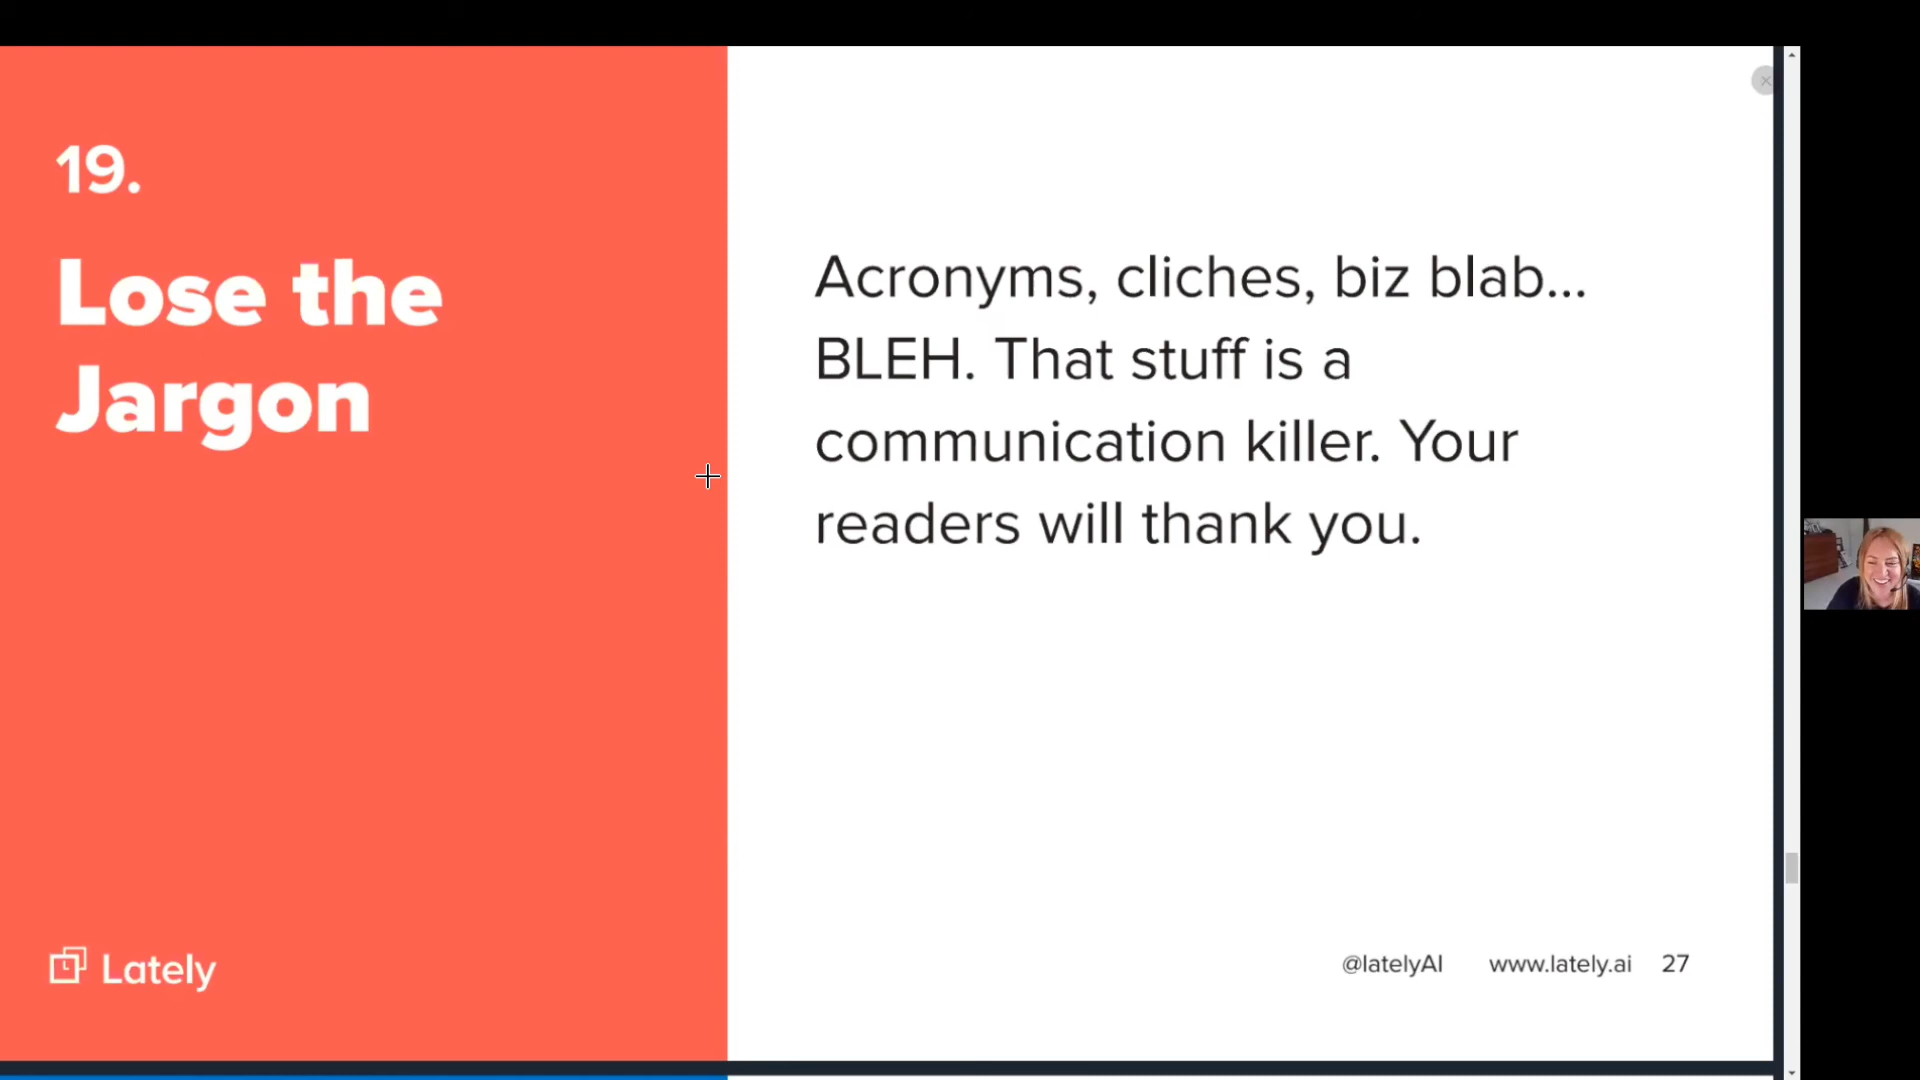 19.
Lose the
Jargon
Acronyms, cliches, biz blab...
BLEH. That stuff is a
communication killer. Your
readers will thank you.
Lately
@latelyAI www.lately.ai 27